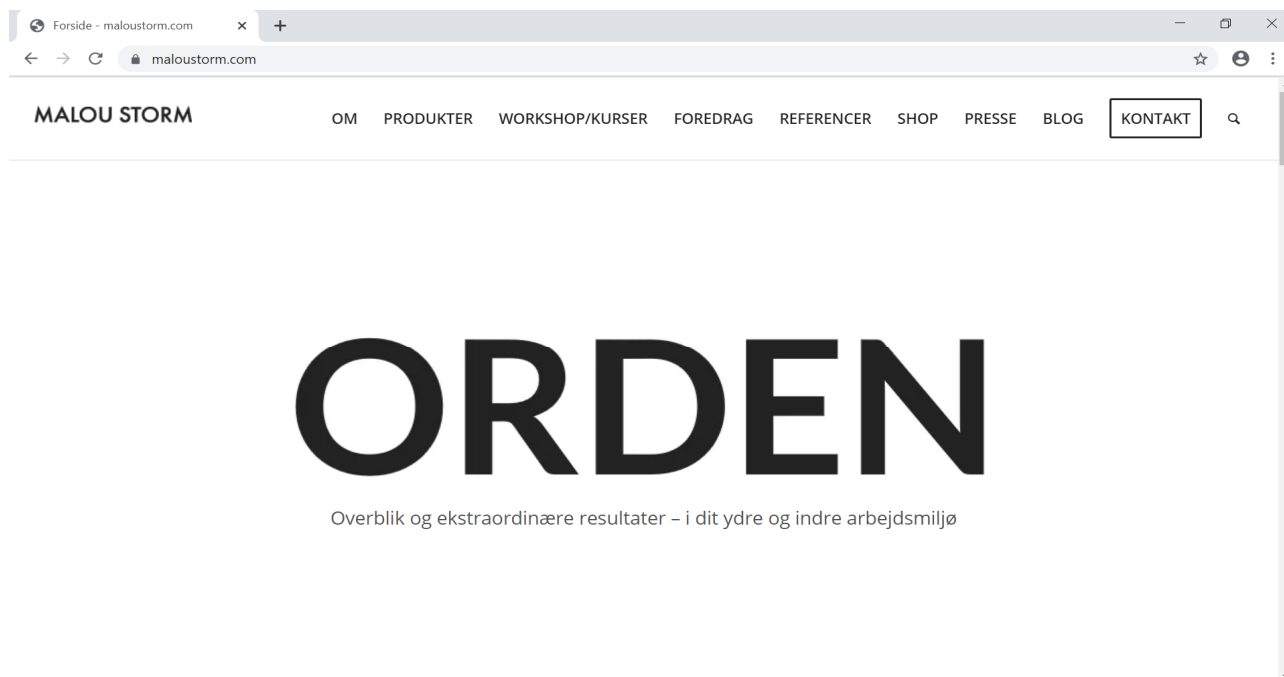 Forside - maloustorm.com
maloustorm.com
MALOU STORM
OM PRODUKTER WORKSHOP/KURSER FOREDRAG REFERENCER SHOP PRESSE BLOG KONTAKT
ORDEN
Overblik og ekstraordinære resultater – i dit ydre og indre arbejdsmiljø